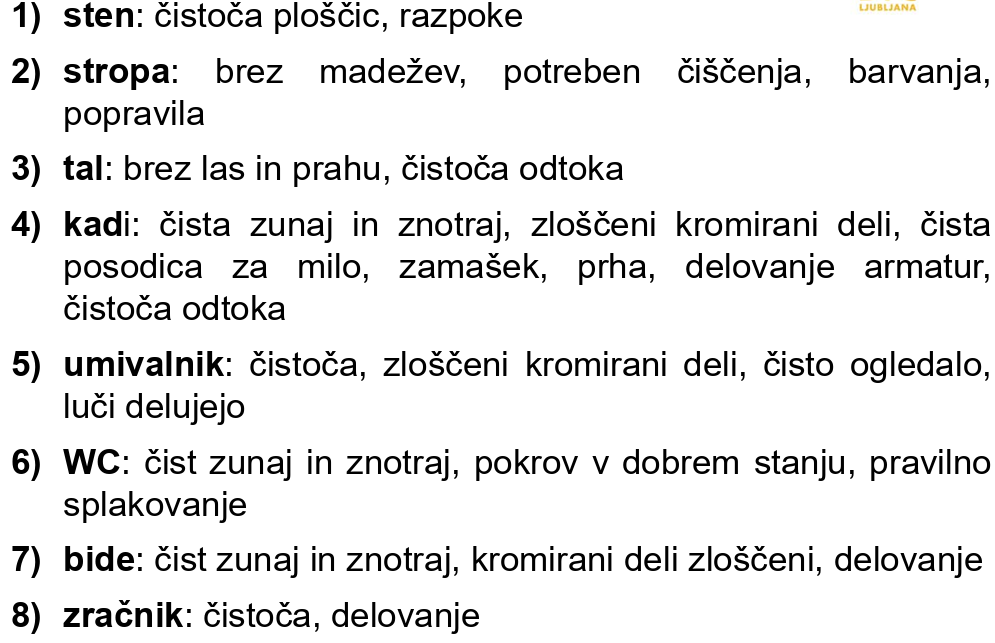 LJUBLJANA
1) sten: čistoča ploščic, razpoke
2) stropa: brez madežev, potreben čiščenja, barvanja,
popravila
3) tal: brez las in prahu, čistoča odtoka
4) kadi: čista zunaj in znotraj, zloščeni kromirani deli, čista
posodica za milo, zamašek, prha, delovanje armatur,
čistoča odtoka
5) umivalnik: čistoča, zloščeni kromirani deli, čisto ogledalo,
luči delujejo
6) WC: čist zunaj in znotraj, pokrov v dobrem stanju, pravilno
splakovanje
7) bide: čist zunaj in znotraj, kromirani deli zloščeni, delovanje
8) zračnik: čistoča, delovanje